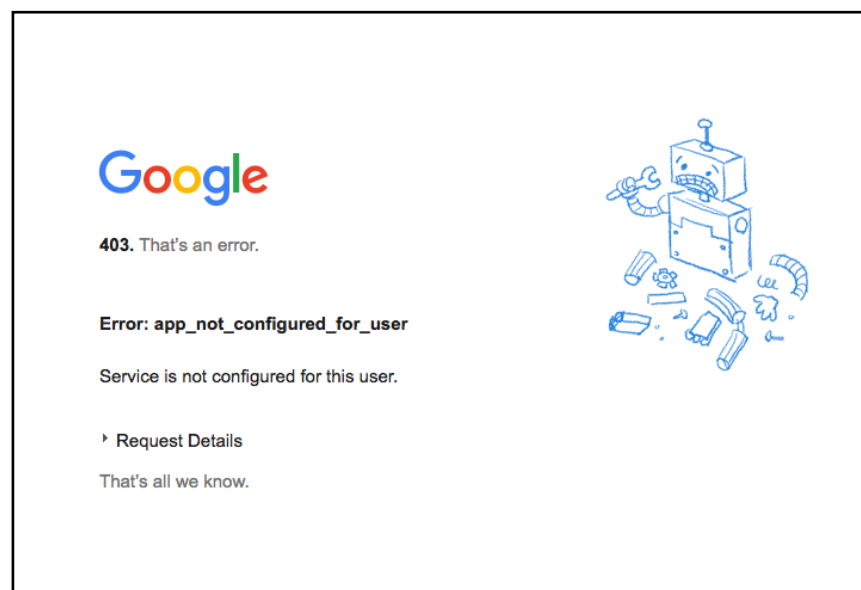 Google
403. That's an error.
Error: app_not_configured_for_user
Service is not configured for this user.
Request Details
That's all we know.